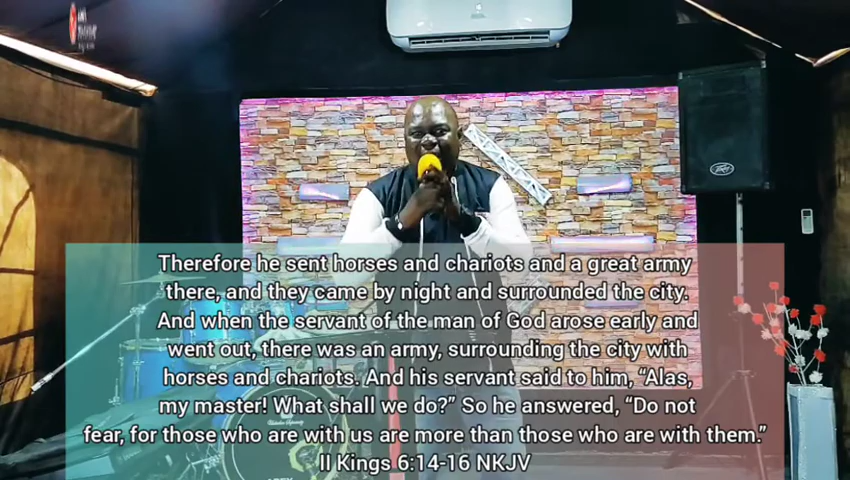 Therefore he sent horses and chariots and a great army
there, and they came by night and surrounded the city.
And when the servant of the man of God arose early and
went out, there was an army, surrounding the city with
horses and chariots. And his servant said to him, “Alas,
my master! What shall we do?” So he answered, “Do not
fear, for those who are with us are more than those who are with them.”
II Kings 6:14-16 NKJV
PEAVEY